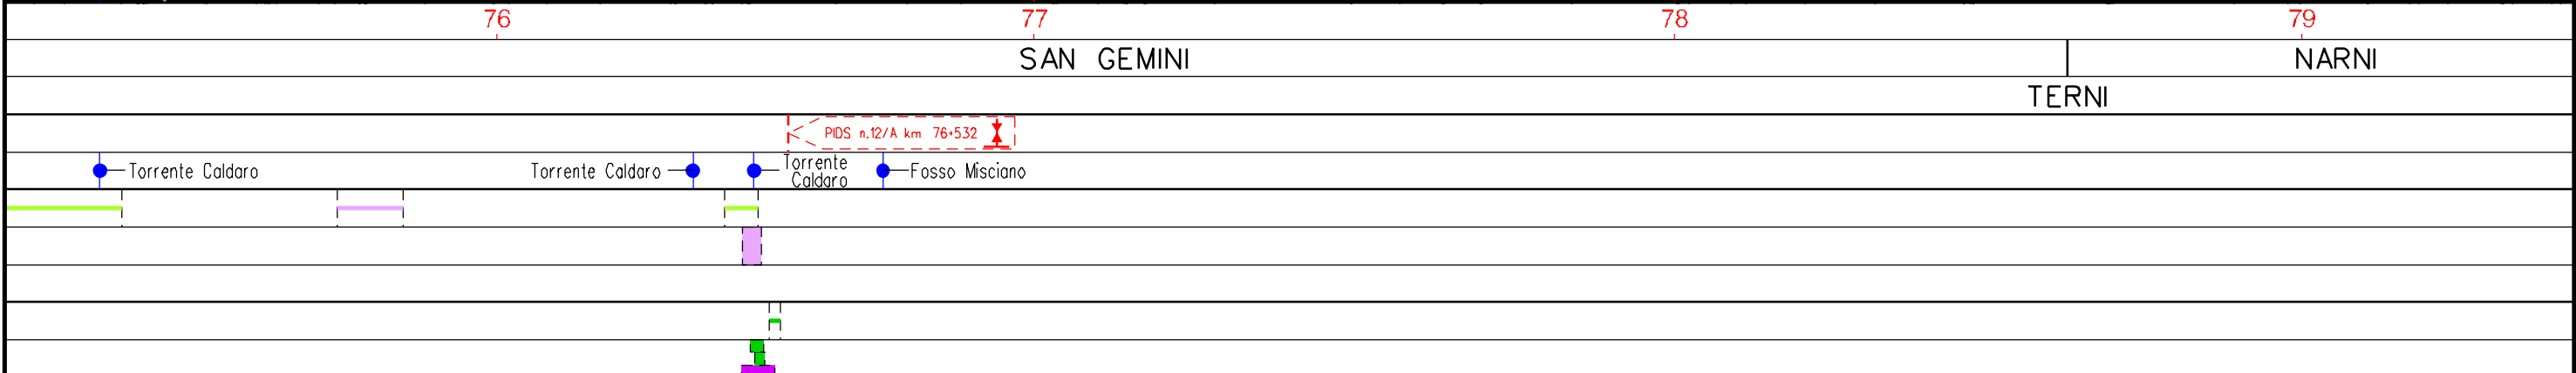 76 77 78 79
SAN GEMINI NARNI
TERNI
PIDS n.12/A km 76+532
Torrente Caldaro Torrente Caldaro Torrente Caldaro Fosso Misciano